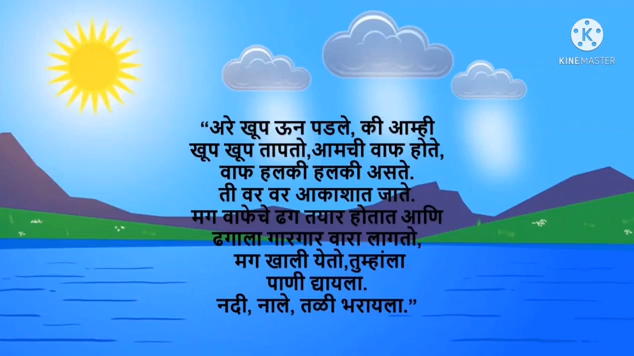 KINEMASTER
“अरे खूप ऊन पडले, की आम्ही
खूप खूप तापतो,आमची वाफ होते,
वाफ हलकी हलकी असते.
ती वर वर आकाशात जाते.
मग वाफेचे ढग तयार होतात आणि
ढगाला गारगार वारा लागतो,
मग खाली येतो,तुम्हांला
पाणी द्यायला.
नदी, नाले, तळी भरायला.”